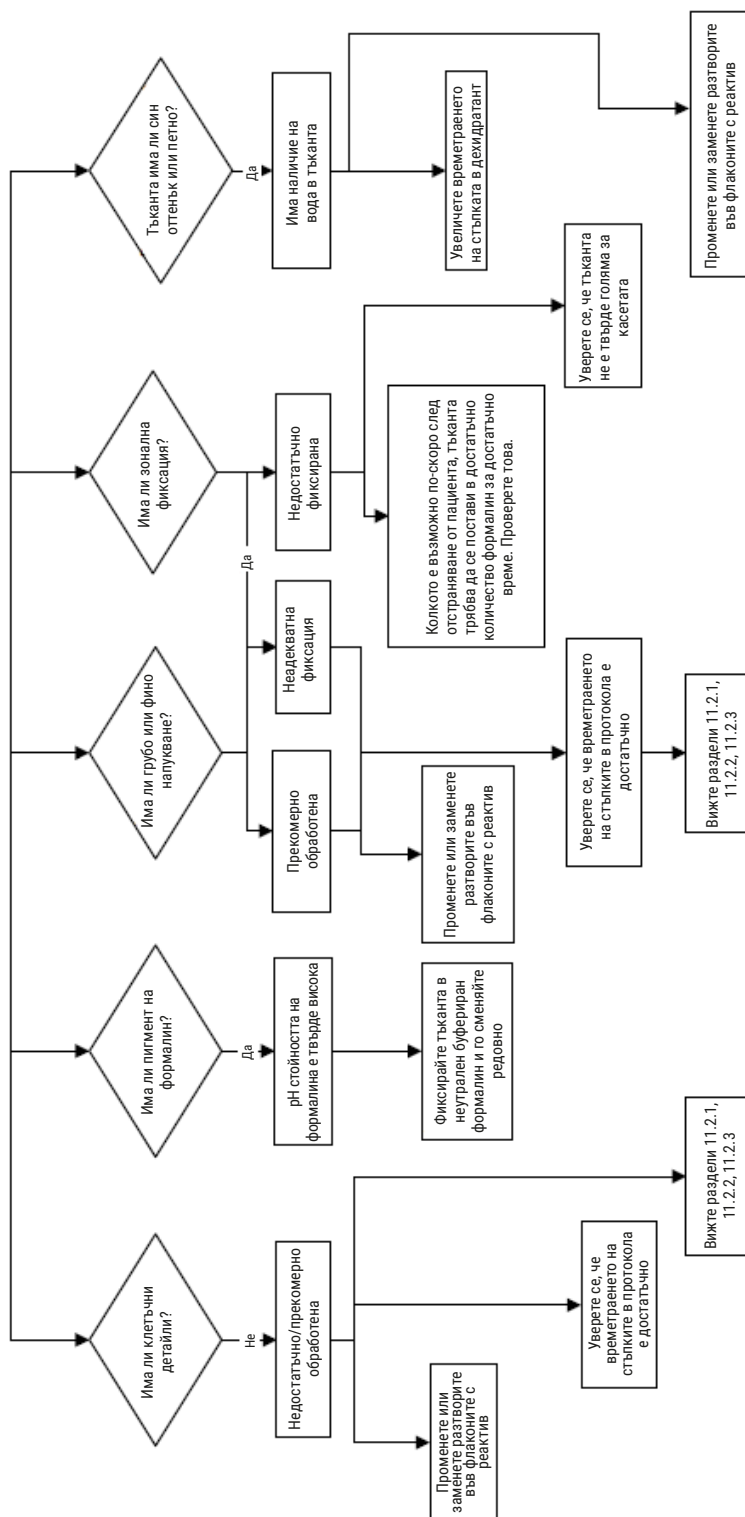 Има ли клетъчни
детайли?
Не
Недостатъчно/прекомерно
обработена
Променете или
заменете разтворите
във флаконите с
реактив
Уверете се, че
времетраенето на
стъпките в протокола
е достатъчно
Вижте раздели 11.2.1,
11.2.2, 11.2.3
Има ли пигмент на
формалин?
Да
pH стойността на
формалина е твърде висока
Фиксирайте тъканта в
неутрален буфериран
формалин и го сменяйте
редовно
Има ли грубо или фино
напукване?
Прекомерно
обработена
Неадекватна
фиксация
Променете или заменете
разтворите във
флаконите с реактив
Уверете се, че времетраенето
на стъпките в протокола е
достатъчно
Вижте раздели 11.2.1,
11.2.2, 11.2.3
Има ли зонална
фиксация?
Да
Недостатъчно
фиксирана
Колкото е възможно по-скоро след
отстраняване от пациента, тъканта
трябва да се постави в достатъчно
количество формалин за достатъчно
време. Проверете това.
Уверете се, че тъканта
не е твърде голяма за
касетата
Тъканта има ли син
оттенък или петно?
Да
Има наличие на
вода в тъканта
Увеличете времетраенето
на стъпката в дехидратант
Променете или заменете разтворите
във флаконите с реактив